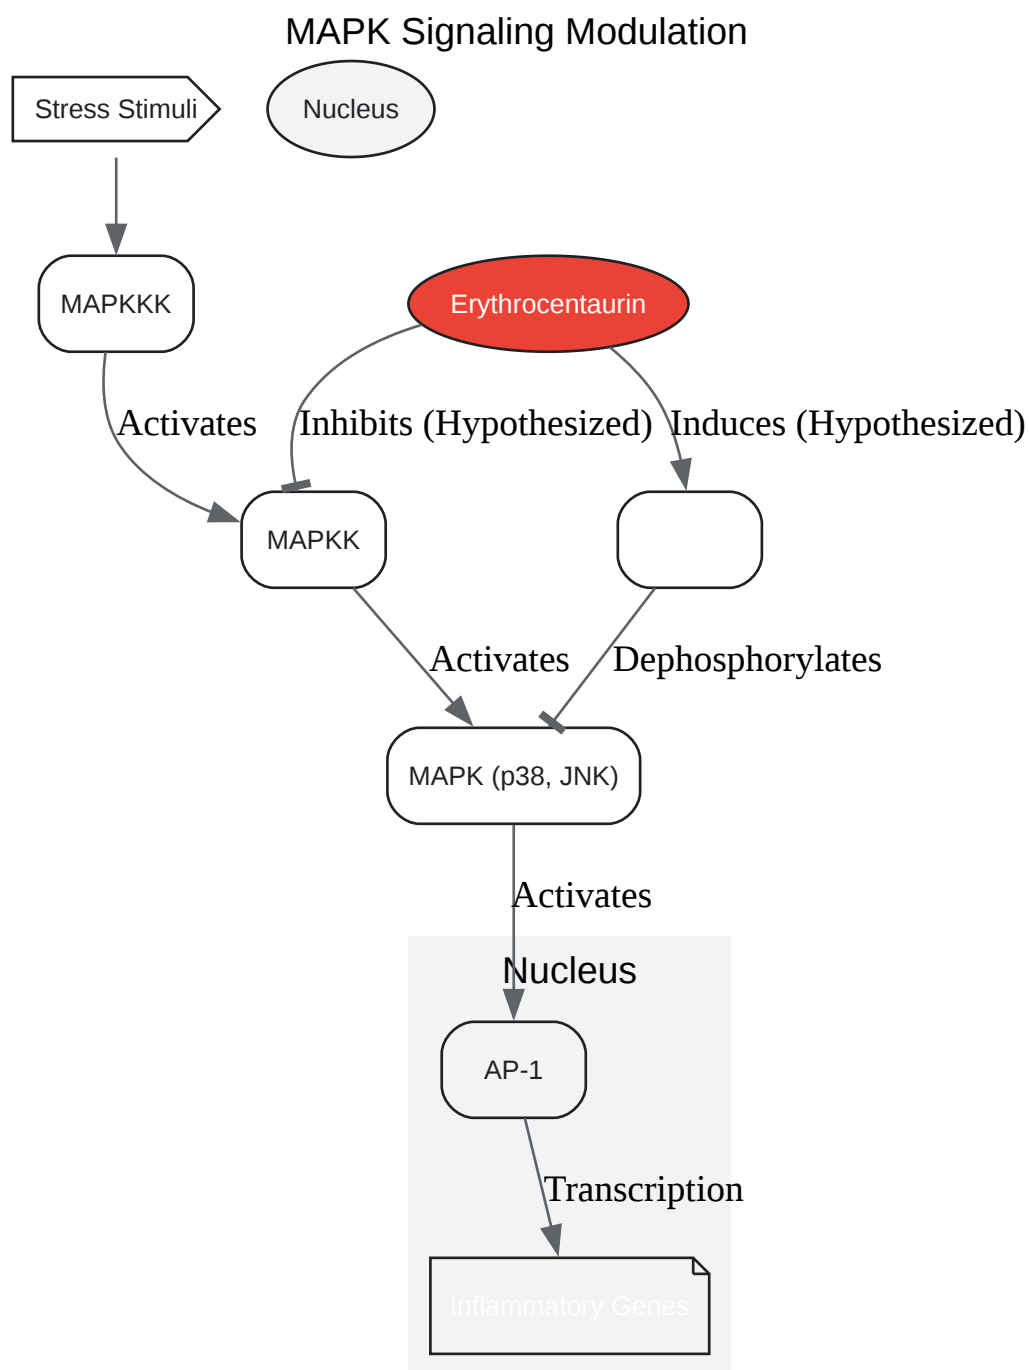 MAPK Signaling Modulation
Stress Stimuli
Nucleus
MAPKKK
Erythrocentaurin
Activates
Inhibits (Hypothesized)
Induces (Hypothesized)
MAPKK
Activates
Dephosphorylates
MAPK (p38, JNK)
Activates
Nucleus
AP-1
Transcription
Inflammatory Genes